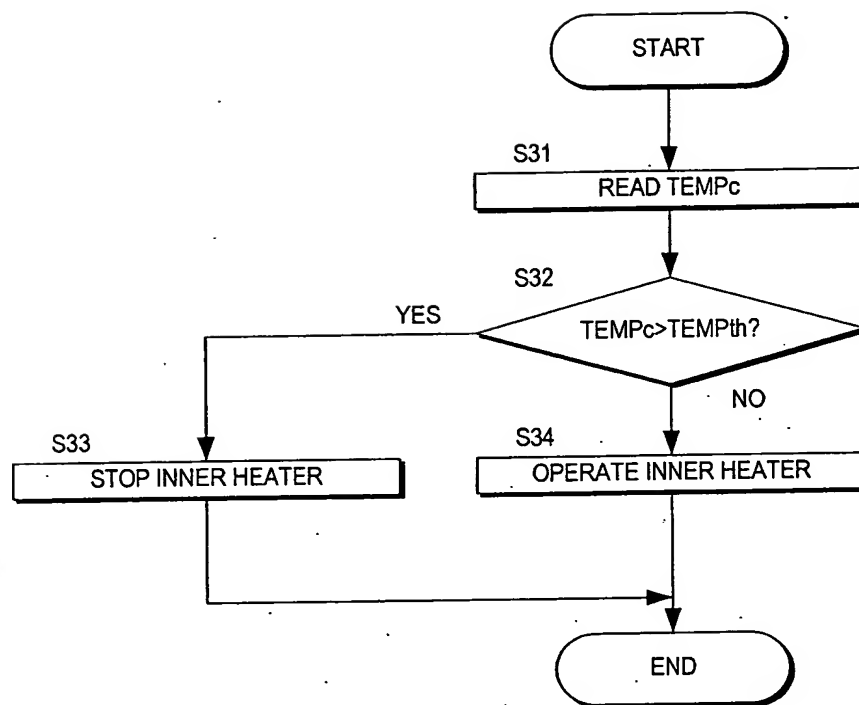 START
S31
READ TEMPc
S32
TEMPc>TEMPth?
YES
NO
S33
STOP INNER HEATER
S34
OPERATE INNER HEATER
END